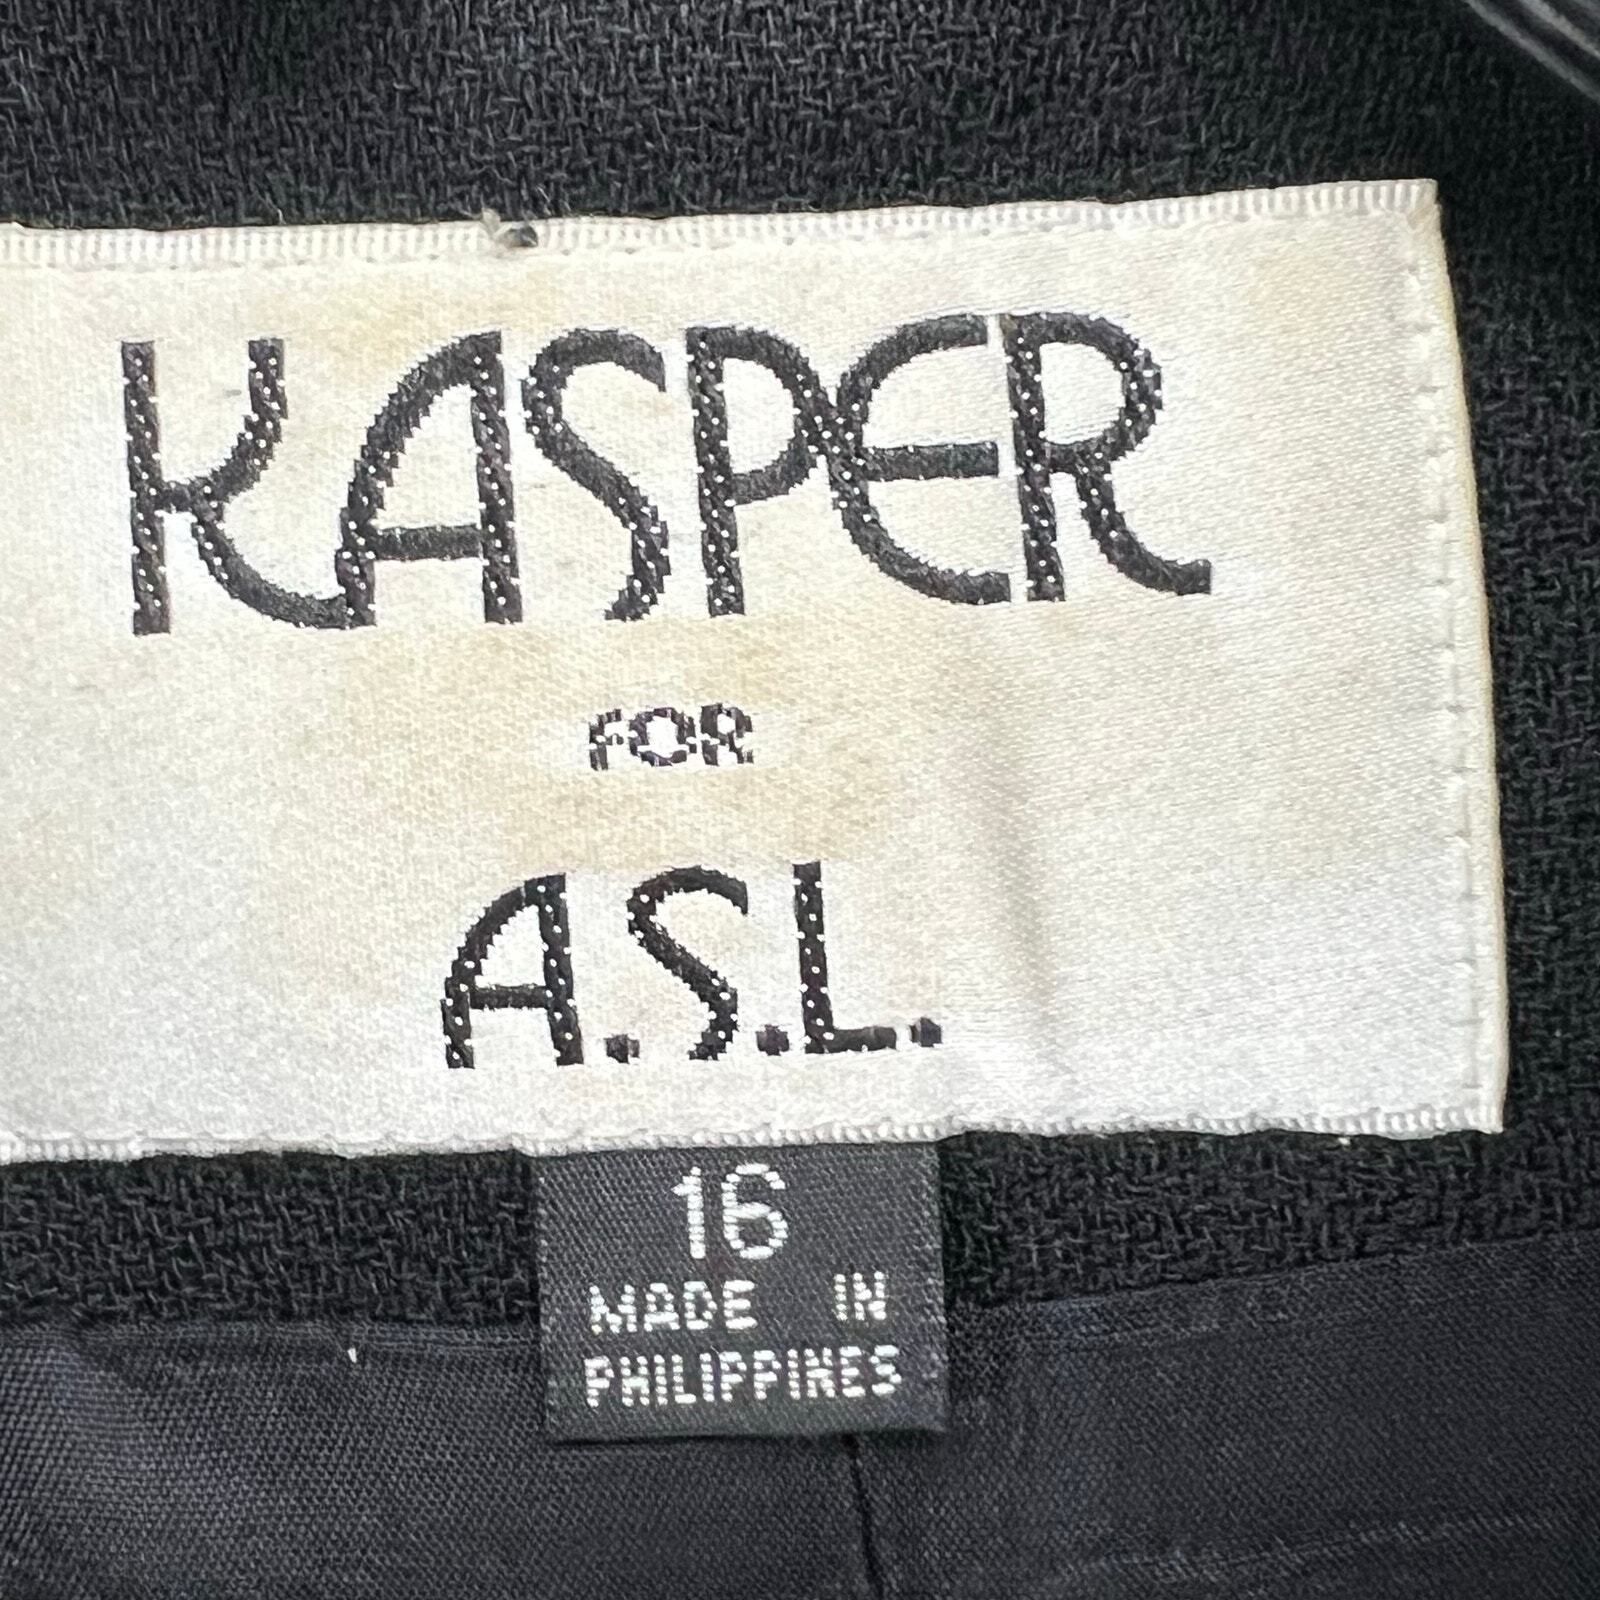 KASPER
FOR
A.S.L.
16
MADE IN
PHILIPPINES